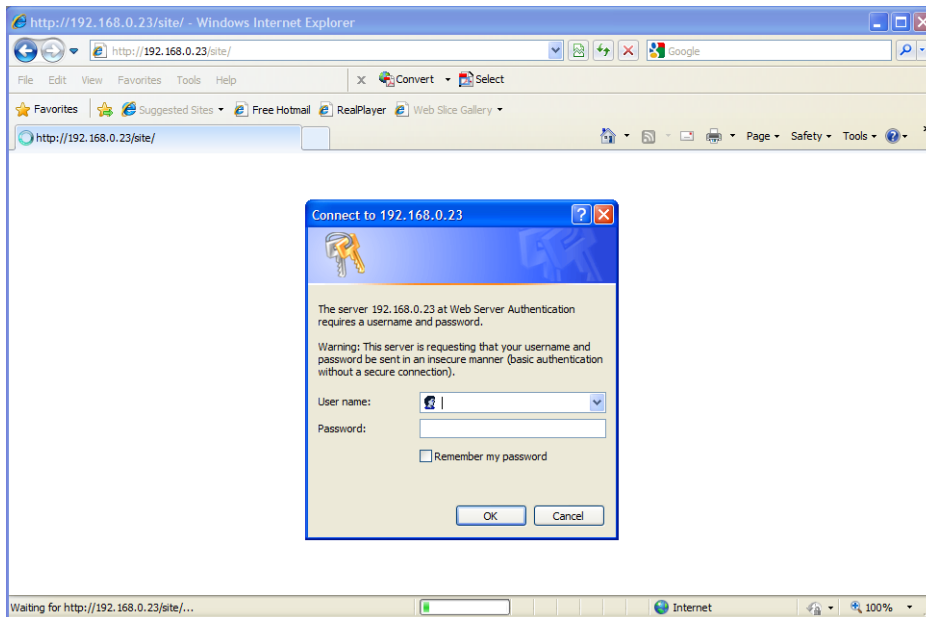 http://192.168.0.23/site/ - Windows Internet Explorer
http://192.168.0.23/site/ Google
File Edit View Favorites Tools Help x Convert Select
Favorites Suggested Sites Free Hotmail RealPlayer Web Slice Gallery
http://192.168.0.23/site/ Page Safety Tools
Connect to 192.168.0.23
The server 192.168.0.23 at Web Server Authentication
requires a username and password.
Warning: This server is requesting that your username and
password be sent in an insecure manner (basic authentication
without a secure connection).
User name:
Password:
Remember my password
OK Cancel
Waiting for http://192.168.0.23/site/... Internet 100%